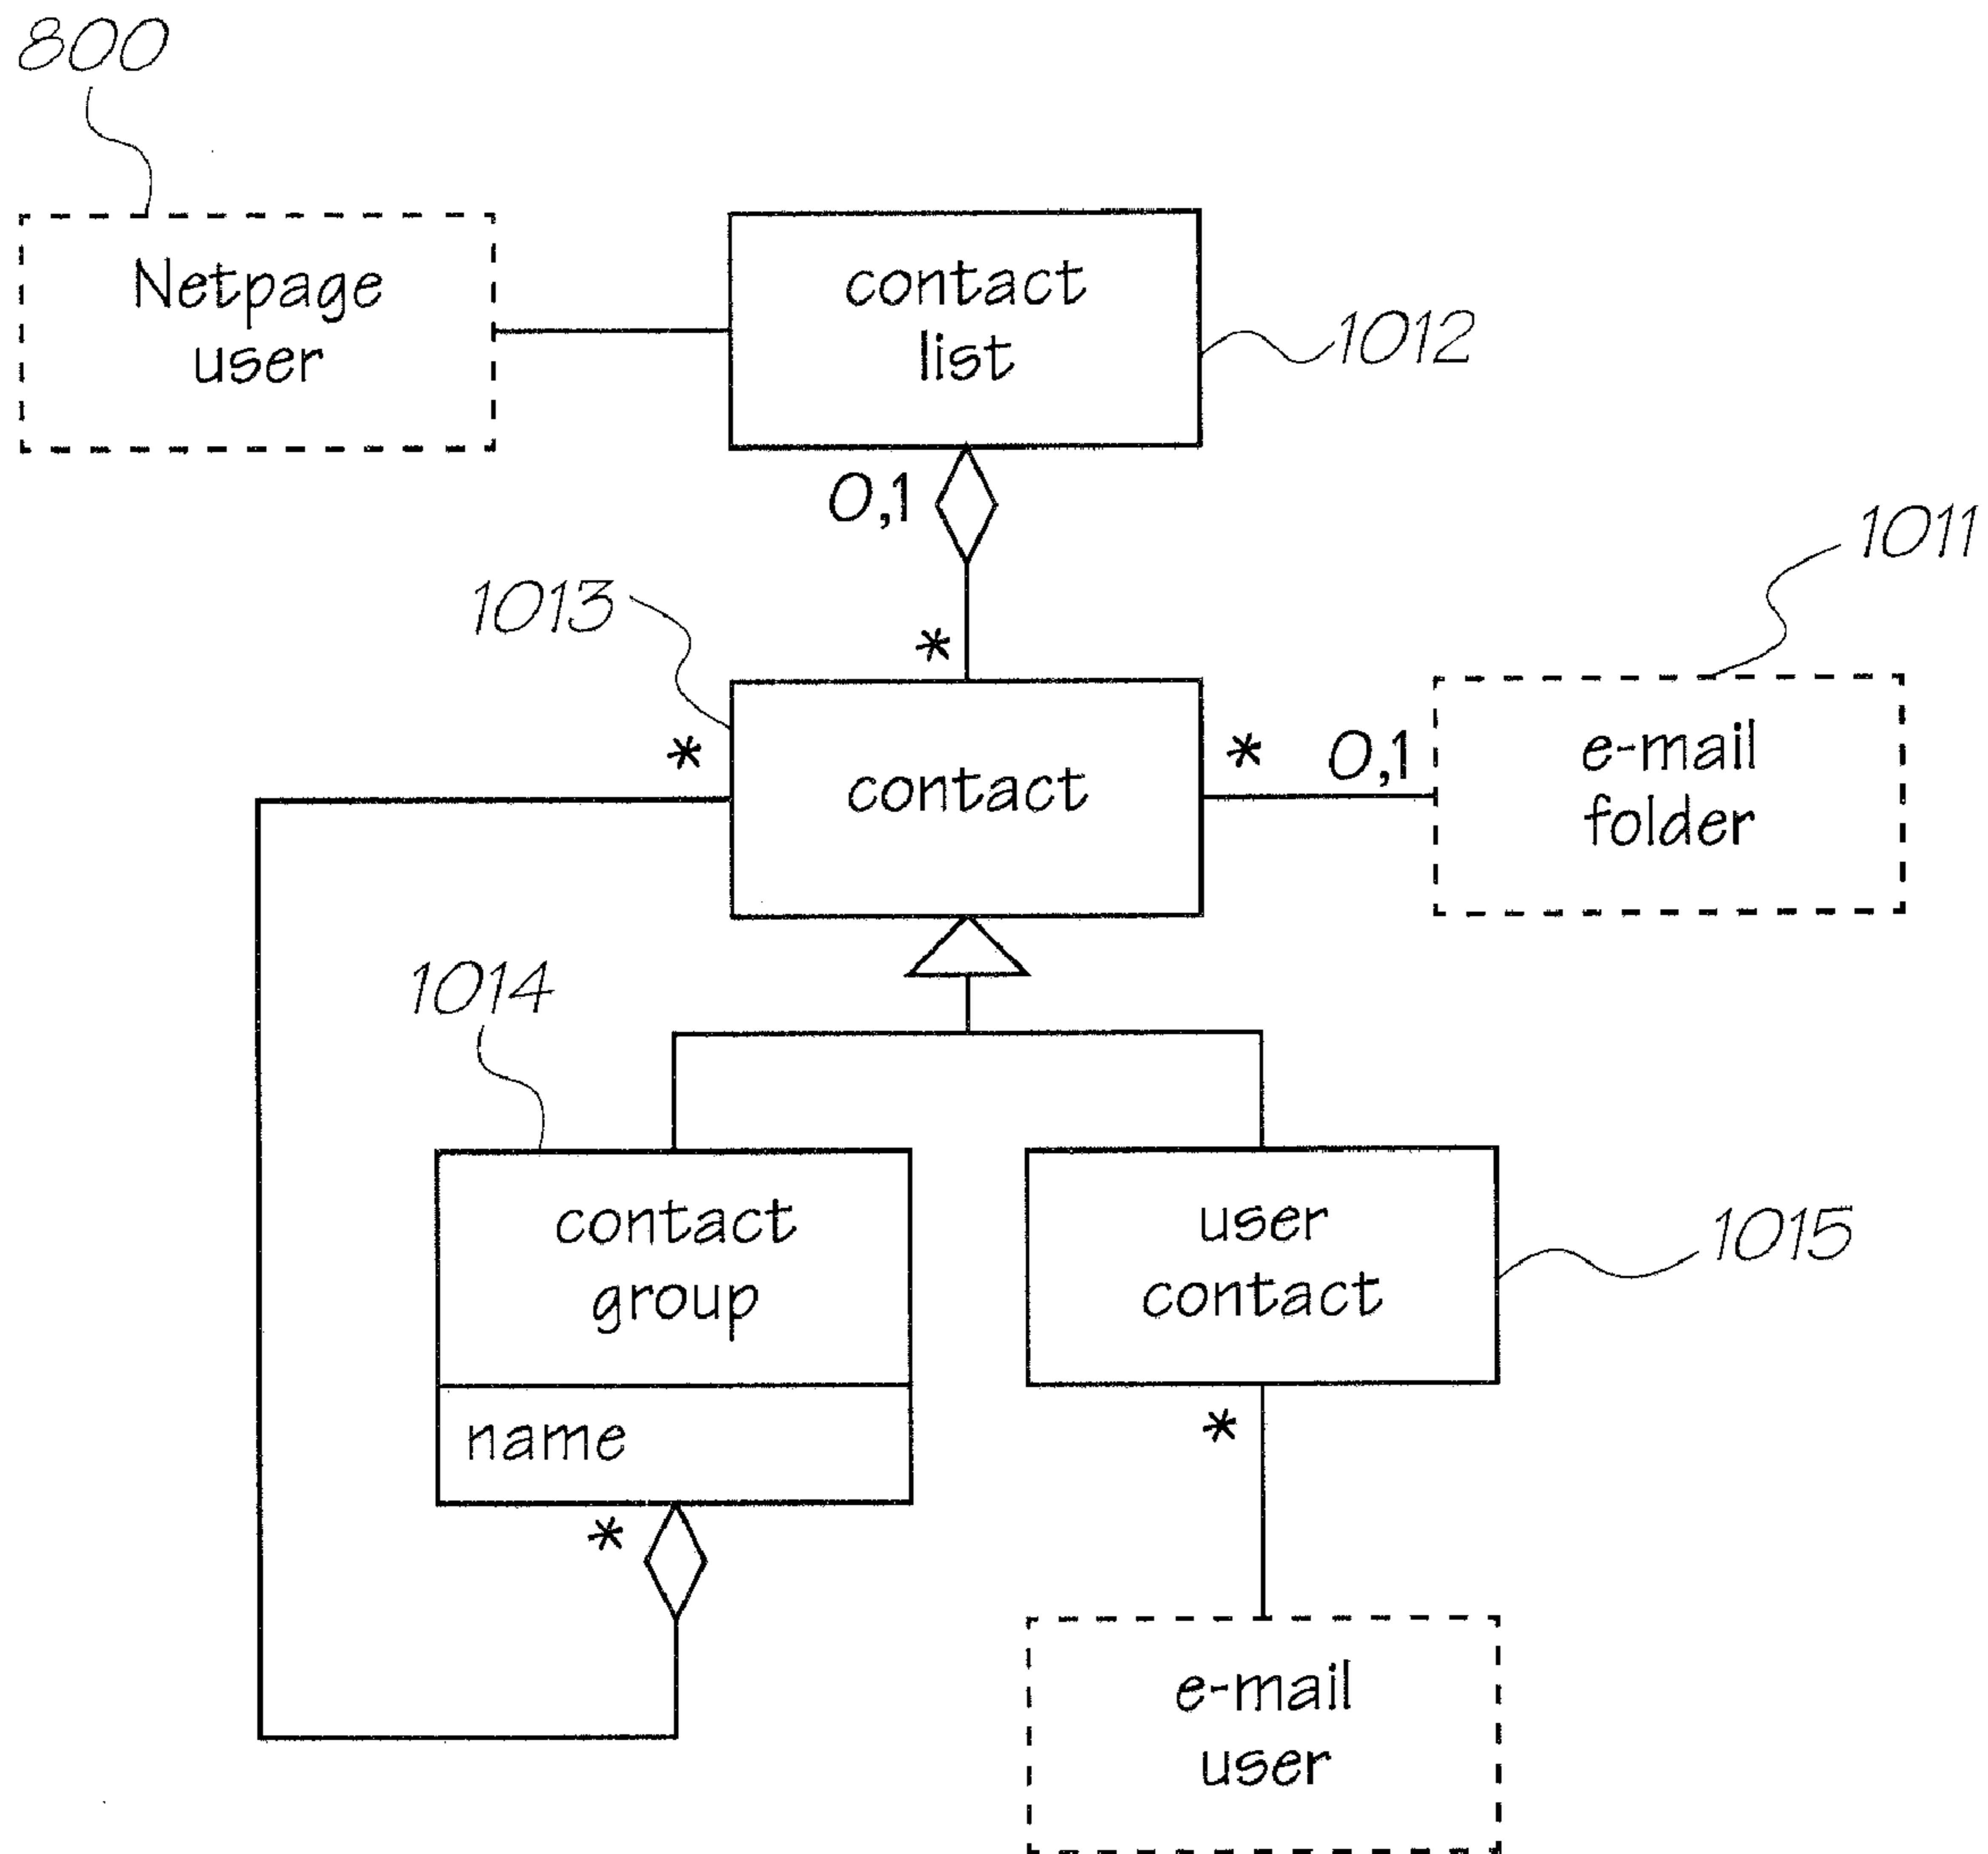 800
Netpage
user
contact
list
1012
0,1
*
1013
1011
*
contact
*
0,1
e-mail
folder
1014
contact
group
name
*
user
contact
1015
*
e-mail
user